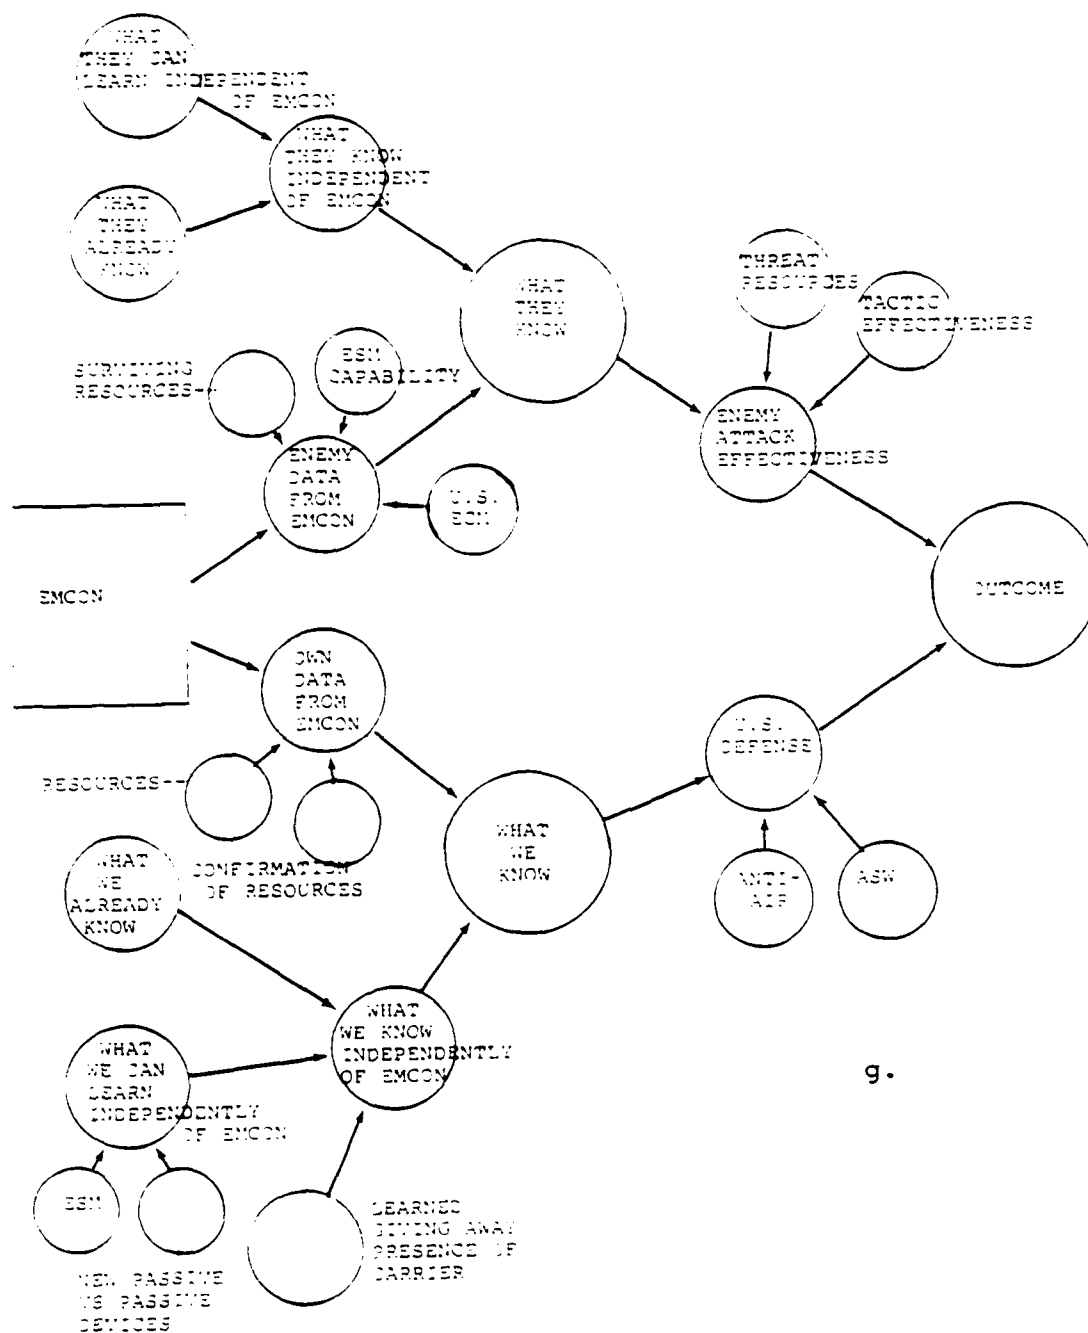 WHAT
THEY CAN
LEARN INDEPENDENT
OF EMCON
WHAT
THEY KNOW
INDEPENDENT
OF EMCON
WHAT
THEY
ALREADY
KNOW
WHAT
THEY
KNOW
THREAT
RESOURCES
TACTIC
EFFECTIVENESS
SURVIVING
RESOURCES--
ESM
CAPABILITY
ENEMY
ATTACK
EFFECTIVENESS
ENEMY
DATA
FROM
EMCON
U.S.
ECM
EMCON
OUTCOME
OWN
DATA
FROM
EMCON
U.S.
DEFENSE
RESOURCES--
CONFIRMATION
OF RESOURCES
WHAT
WE
KNOW
WHAT
WE
ALREADY
KNOW
ANTI-
AIR
ASW
WHAT
WE KNOW
INDEPENDENTLY
OF EMCON
WHAT
WE CAN
LEARN
INDEPENDENTLY
OF EMCON
g.
ESM
LEARNED
GIVING AWAY
PRESENCE OF
CARRIER
NEW PASSIVE
VS PASSIVE
DEVICES